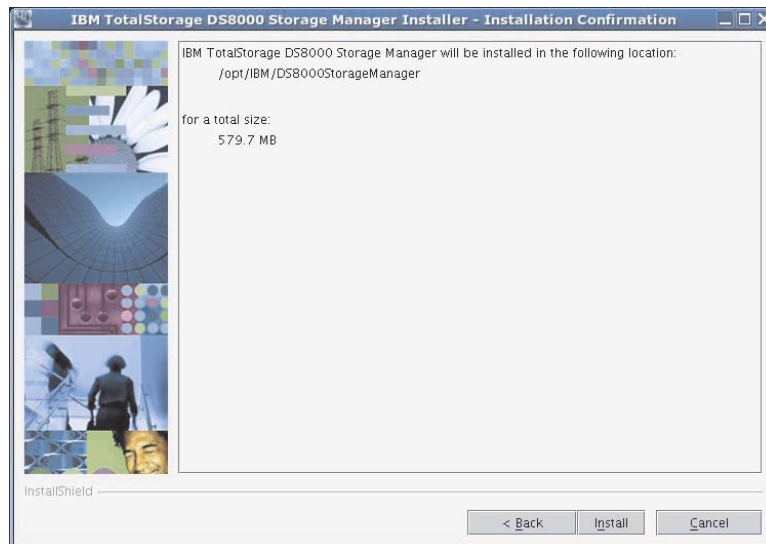 IBM TotalStorage DS8000 Storage Manager Installer - Installation Confirmation
IBM TotalStorage DS8000 Storage Manager will be installed in the following location:
/opt/IBM/DS8000StorageManager
for a total size:
579.7 MB
InstallShield
< Back
Install
Cancel